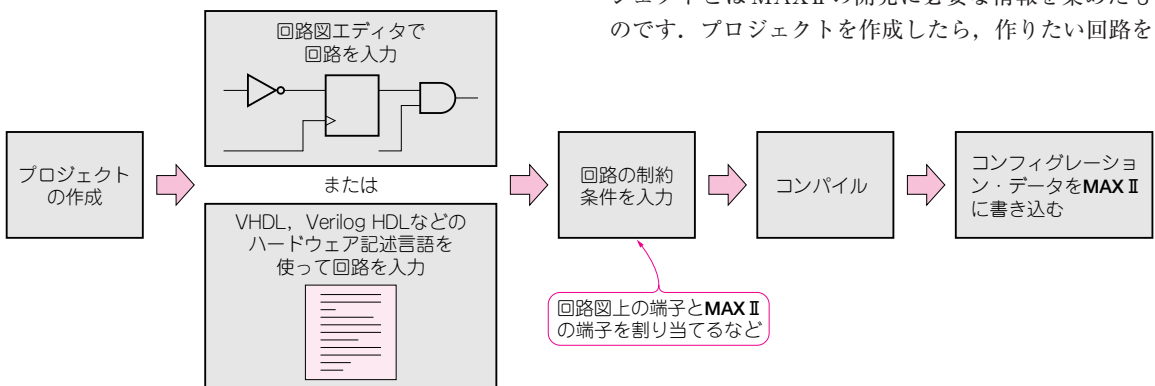 ジェクトとはMAXⅡの開発に必要な情報を集めたも
のです．プロジェクトを作成したら，作りたい回路を
プロジェクト
の作成
回路図エディタで
回路を入力
または
VHDL，Verilog HDLなどの
ハードウェア記述言語を
使って回路を入力
回路の制約
条件を入力
回路図上の端子とMAXⅡ
の端子を割り当てるなど
コンパイル
コンフィグレーショ
ン・データをMAXⅡ
に書き込む